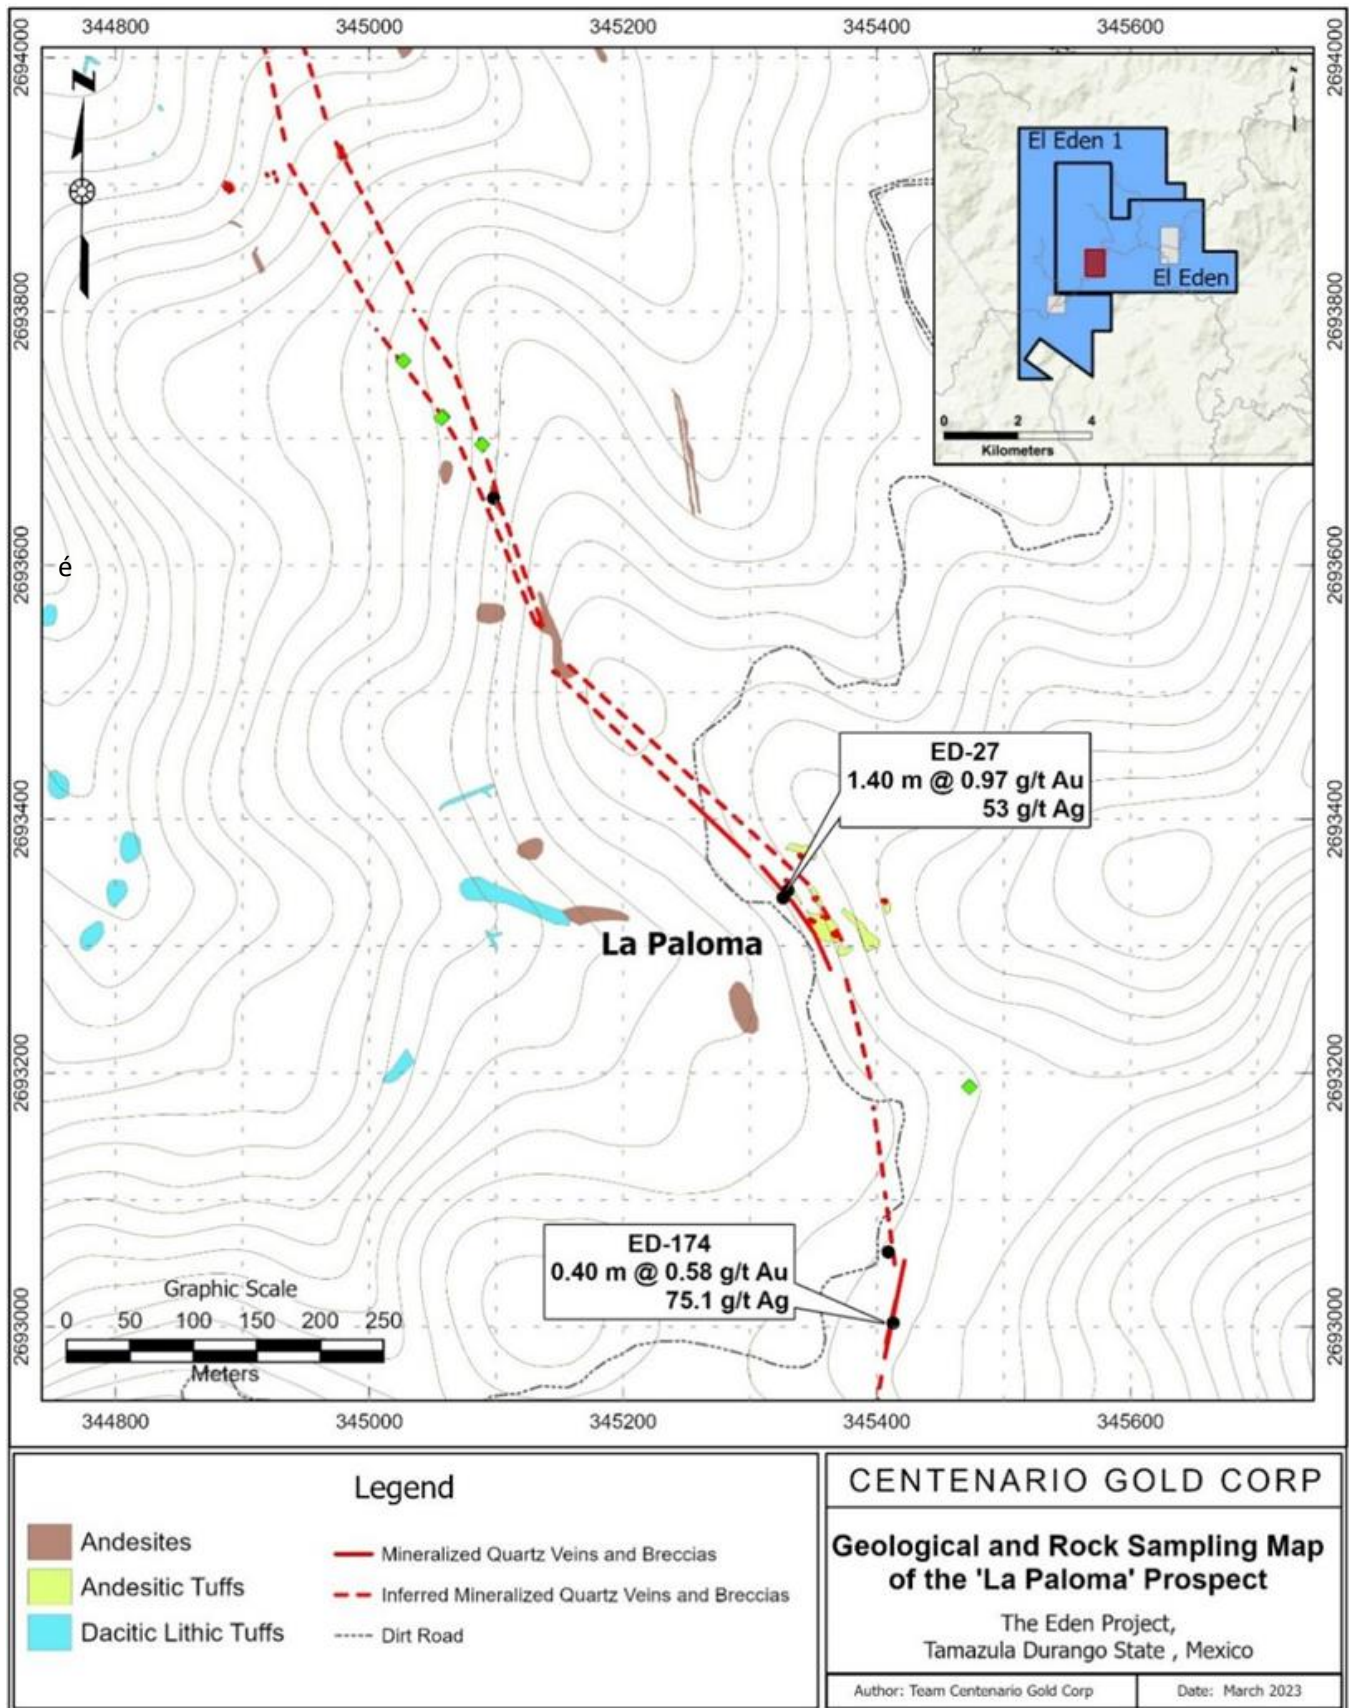 344800 345000 345200 345400 345600
2694000
2694000
N
El Eden 1
El Eden
0 2 4
Kilometers
2693800
2693800
2693600
2693600
é
ED-27
1.40 m @ 0.97 g/t Au
53 g/t Ag
2693400
2693400
La Paloma
2693200
2693200
ED-174
0.40 m @ 0.58 g/t Au
75.1 g/t Ag
Graphic Scale
0 50 100 150 200 250
Meters
2693000
2693000
344800 345000 345200 345400 345600
Legend
Andesites
Andesitic Tuffs
Dacitic Lithic Tuffs
Mineralized Quartz Veins and Breccias
Inferred Mineralized Quartz Veins and Breccias
Dirt Road
CENTENARIO GOLD CORP
Geological and Rock Sampling Map
of the 'La Paloma' Prospect
The Eden Project,
Tamazula Durango State , Mexico
Author: Team Centenario Gold Corp
Date: March 2023